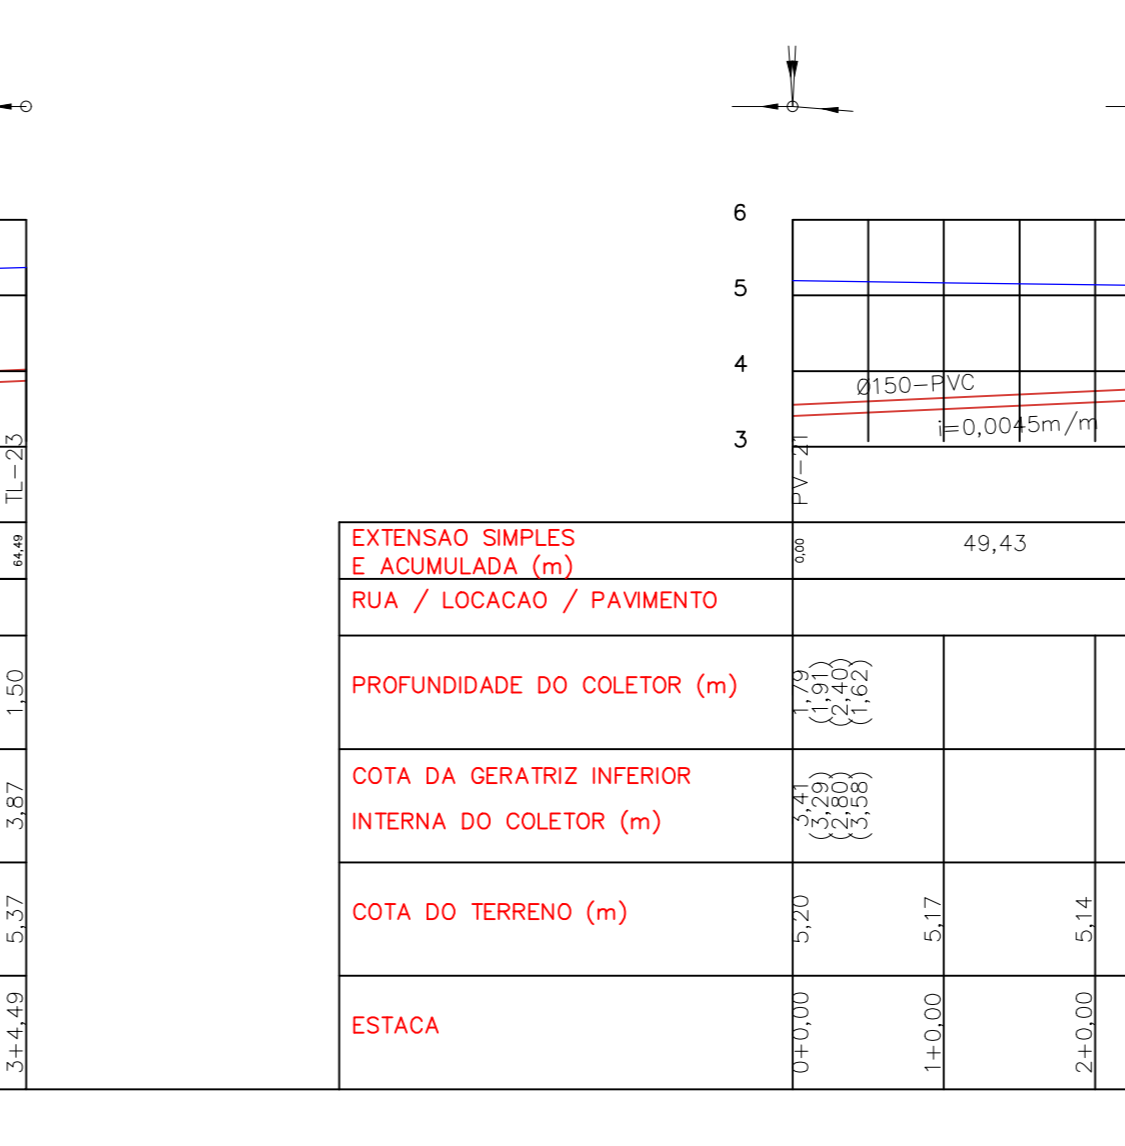 TL-23
64,49
1,50
3,87
5,37
3+4,49
6
5
4
3
Ø150-PVC
i=0,0045m/m
PV-21
EXTENSAO SIMPLES
E ACUMULADA (m)
0,00
49,43
RUA / LOCACAO / PAVIMENTO
PROFUNDIDADE DO COLETOR (m)
1,79
(1,91)
(2,40)
(1,62)
COTA DA GERATRIZ INFERIOR
INTERNA DO COLETOR (m)
3,41
(3,29)
(2,80)
(3,58)
COTA DO TERRENO (m)
5,20
5,17
5,14
ESTACA
0+0,00
1+0,00
2+0,00